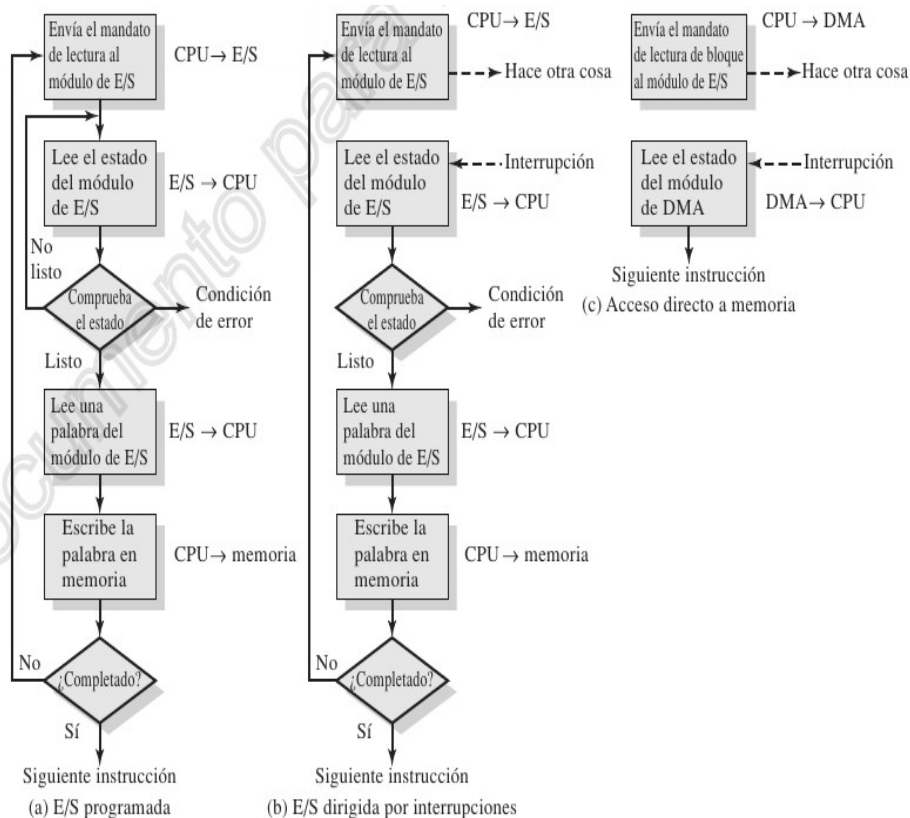 Envía el mandato
de lectura al
módulo de E/S
CPU → E/S
Lee el estado
del módulo
de E/S
E/S → CPU
No
listo
Comprueba
el estado
Condición
de error
Listo
Lee una
palabra del
módulo de E/S
E/S → CPU
Escribe la
palabra en
memoria
CPU → memoria
No
¿Completado?
Sí
Siguiente instrucción
(a) E/S programada
Envía el mandato
de lectura al
módulo de E/S
CPU → E/S
Hace otra cosa
Lee el estado
del módulo
de E/S
Interrupción
E/S → CPU
Comprueba
el estado
Condición
de error
Listo
Lee una
palabra del
módulo de E/S
E/S → CPU
Escribe la
palabra en
memoria
CPU → memoria
No
¿Completado?
Sí
Siguiente instrucción
(b) E/S dirigida por interrupciones
Envía el mandato
de lectura de bloque
al módulo de E/S
CPU → DMA
Hace otra cosa
Lee el estado
del módulo
de DMA
Interrupción
DMA → CPU
Siguiente instrucción
(c) Acceso directo a memoria
ocumento para